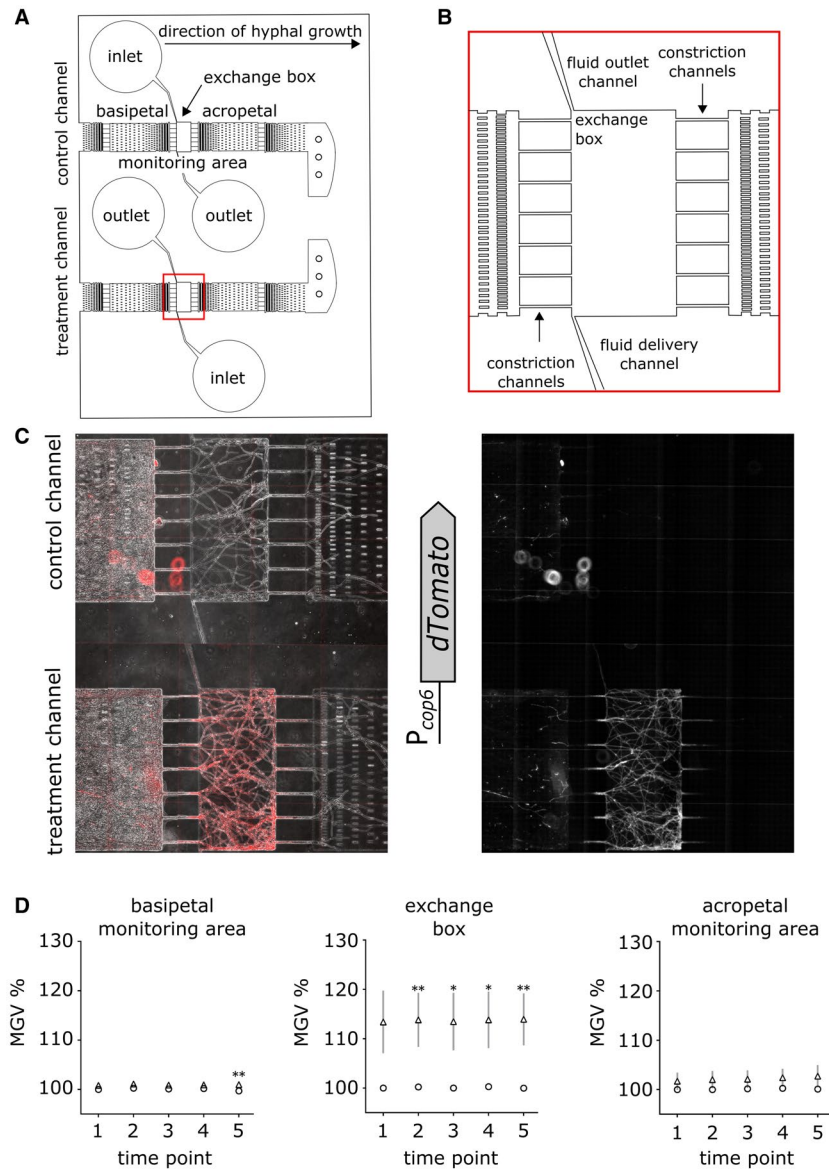 A
direction of hyphal growth
inlet
exchange box
basipetal
acropetal
control channel
monitoring area
outlet
outlet
treatment channel
inlet
B
fluid outlet
channel
constriction
channels
exchange
box
constriction
channels
fluid delivery
channel
C
control channel
treatment channel
Pcop6
dTomato
D
basipetal
monitoring area
MGV %
130
120
110
100
**
1 2 3 4 5
time point
exchange
box
MGV %
130
120
110
100
** * * **
1 2 3 4 5
time point
acropetal
monitoring area
MGV %
130
120
110
100
1 2 3 4 5
time point